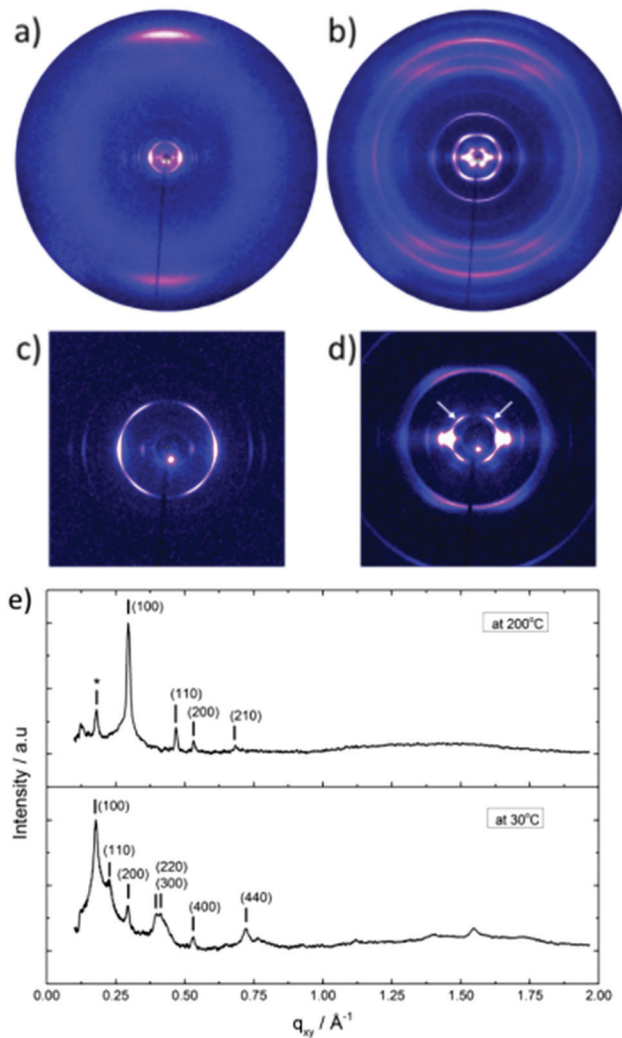 a)
b)
c)
d)
e)
(100)
at 200°C
*
(110)
(200)
(210)
Intensity / a.u
(100)
at 30°C
(110)
(200)
(220)
(300)
(400)
(440)
0.00 0.25 0.50 0.75 1.00 1.25 1.50 1.75 2.00
qxy / Å-1